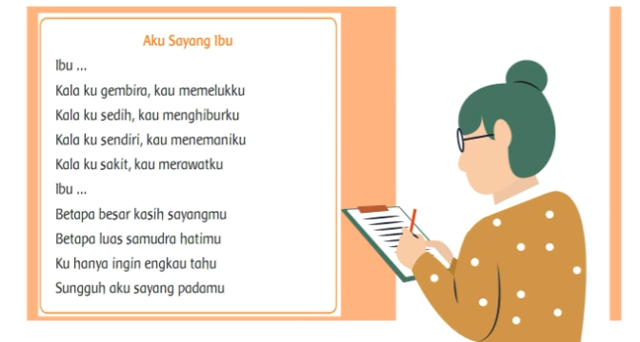 Aku Sayang Ibu
Ibu ...
Kala ku gembira, kau memelukku
Kala ku sedih, kau menghiburku
Kala ku sendiri, kau menemaniku
Kala ku sakit, kau merawatku
Ibu ...
Betapa besar kasih sayangmu
Betapa luas samudra hatimu
Ku hanya ingin engkau tahu
Sungguh aku sayang padamu